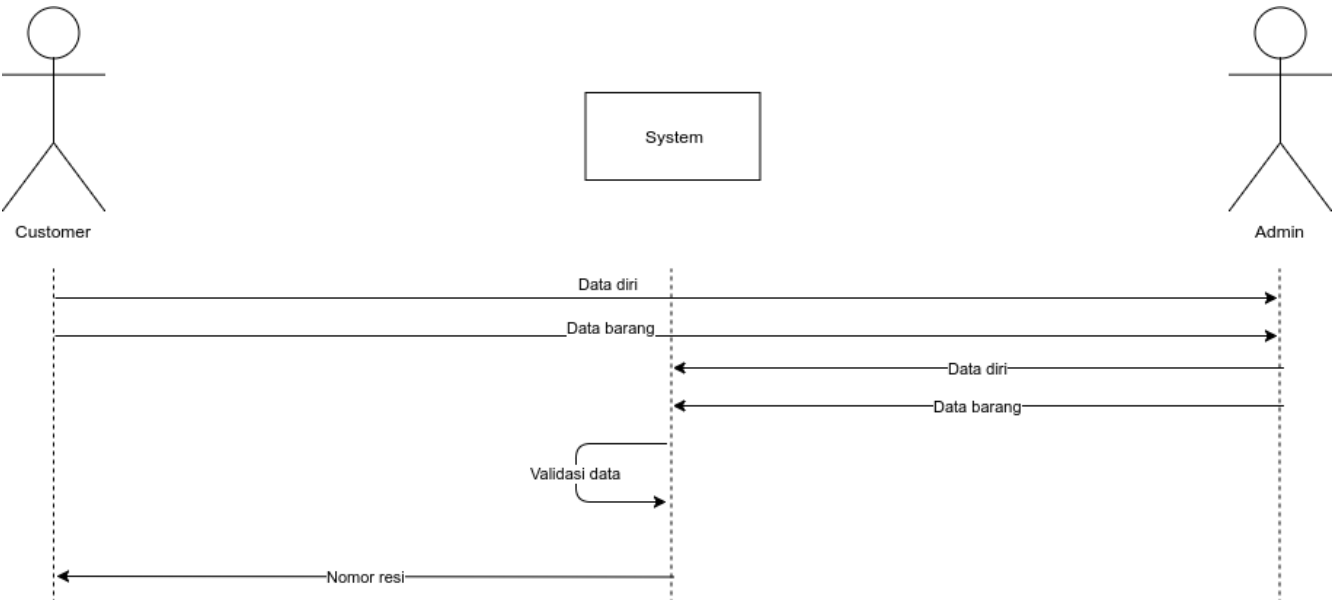 System
Customer
Admin
Data diri
Data barang
Data diri
Data barang
Validasi data
Nomor resi